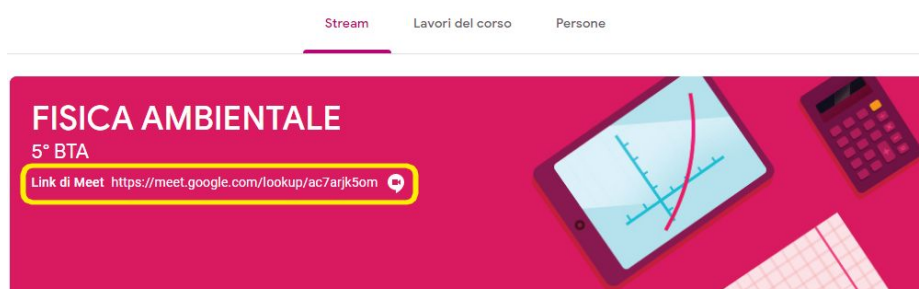 Stream Lavori del corso Persone
FISICA AMBIENTALE
5° BTA
Link di Meet https://meet.google.com/lookup/ac7arjk5om